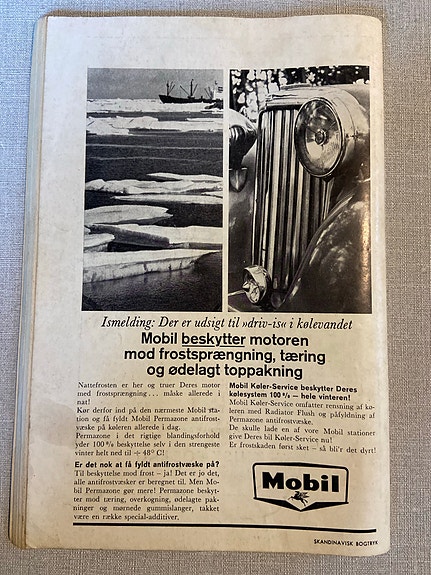 Ismelding: Der er udsigt til »driv-is« i kølevandet
Mobil beskytter motoren
mod frostsprængning, tæring
og ødelagt toppakning
Nattefrosten er her og truer Deres motor
med frostsprængning . . . måske allerede i
nat!
Kør derfor ind på den nærmeste Mobil sta-
tion og få fyldt Mobil Permazone antifrost-
væske på køleren allerede i dag.
Permazone i det rigtige blandingsforhold
yder 100 % beskyttelse selv i den strengeste
vinter helt ned til ÷ 48° C!
Er det nok at få fyldt antifrostvæske på?
Til beskyttelse mod frost – ja! Det er jo det,
alle antifrostvæsker er beregnet til. Men Mo-
bil Permazone gør mere! Permazone beskyt-
ter mod tæring, overkogning, ødelagte pak-
ninger og mørnede gummislanger, takket
være en række special-additiver.
Mobil Køler-Service beskytter Deres
kølesystem 100 % – hele vinteren!
Mobil Køler-Service omfatter rensning af kø-
leren med Radiator Flush og påfyldning af
Permazone antifrostvæske.
De skulle lade en af vore Mobil stationer
give Deres bil Køler-Service nu!
Er frostskaden først sket – så bli'r det dyrt!
Mobil
SKANDINAVISK BOGTRYK